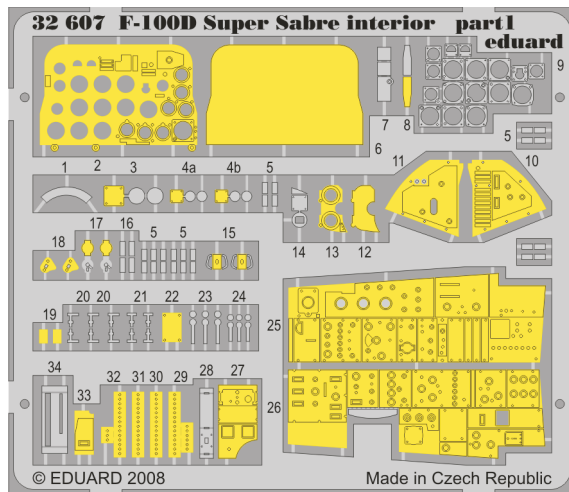 32 607 F-100D Super Sabre interior part1
eduard
9
7 8
6
5
1 2 3 4a 4b 5
11 10
14 13 12
18 17 16 5 5 15
19 20 20 21 22 23 24
25
34 33 32 31 30 29 28 27
26
© EDUARD 2008
Made in Czech Republic